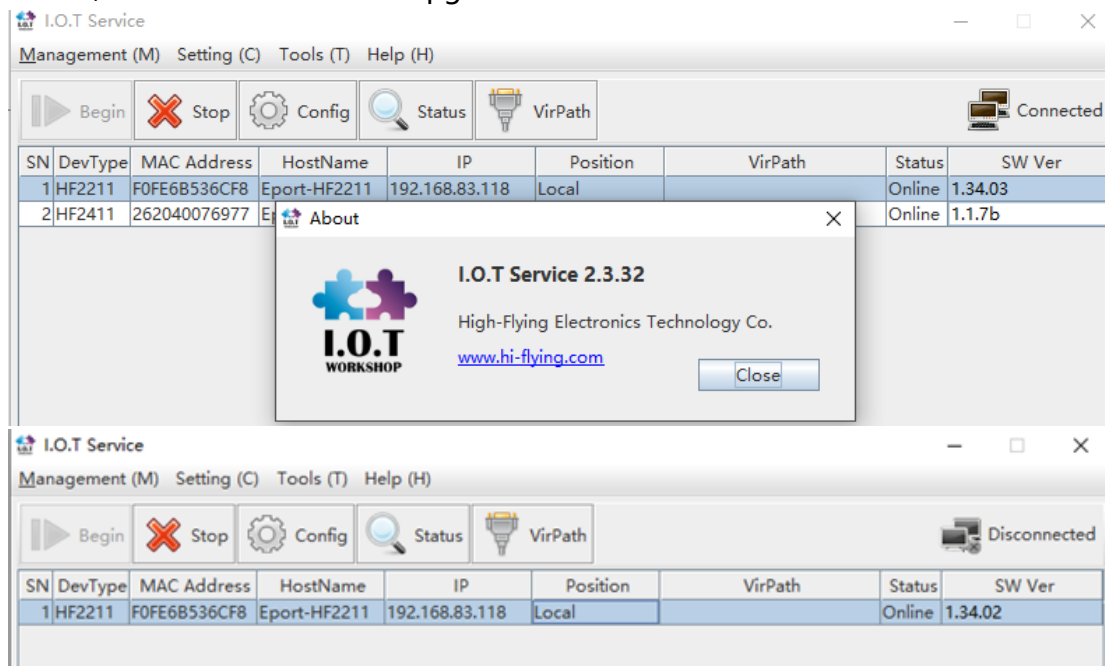 I.O.T Service
Management (M) Setting (C) Tools (T) Help (H)
Begin Stop Config Status VirPath Connected
SN DevType MAC Address HostName IP Position VirPath Status SW Ver
1 HF2211 F0FE6B536CF8 Eport-HF2211 192.168.83.118 Local Online 1.34.03
2 HF2411 262040076977 Online 1.1.7b
About
I.O.T Service 2.3.32
High-Flying Electronics Technology Co.
I.O.T
WORKSHOP
www.hi-flying.com
Close
I.O.T Service
Management (M) Setting (C) Tools (T) Help (H)
Begin Stop Config Status VirPath Disconnected
SN DevType MAC Address HostName IP Position VirPath Status SW Ver
1 HF2211 F0FE6B536CF8 Eport-HF2211 192.168.83.118 Local Online 1.34.02